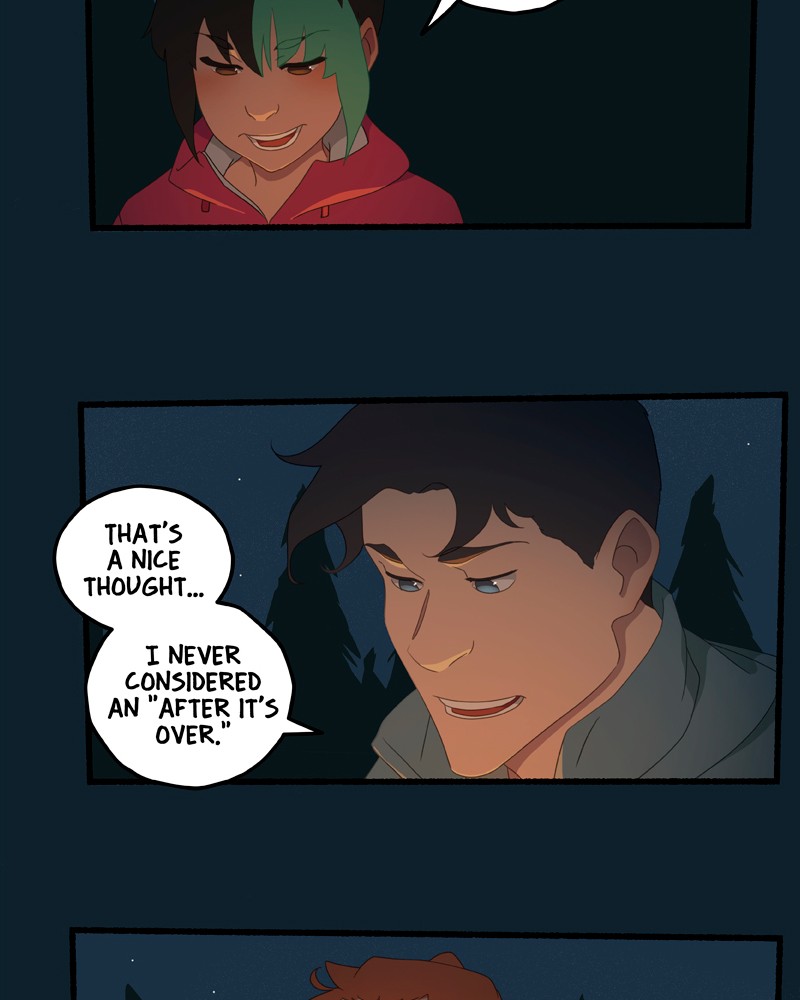 THAT'S
A NICE
THOUGHT...
I NEVER
CONSIDERED
AN "AFTER IT'S
OVER."